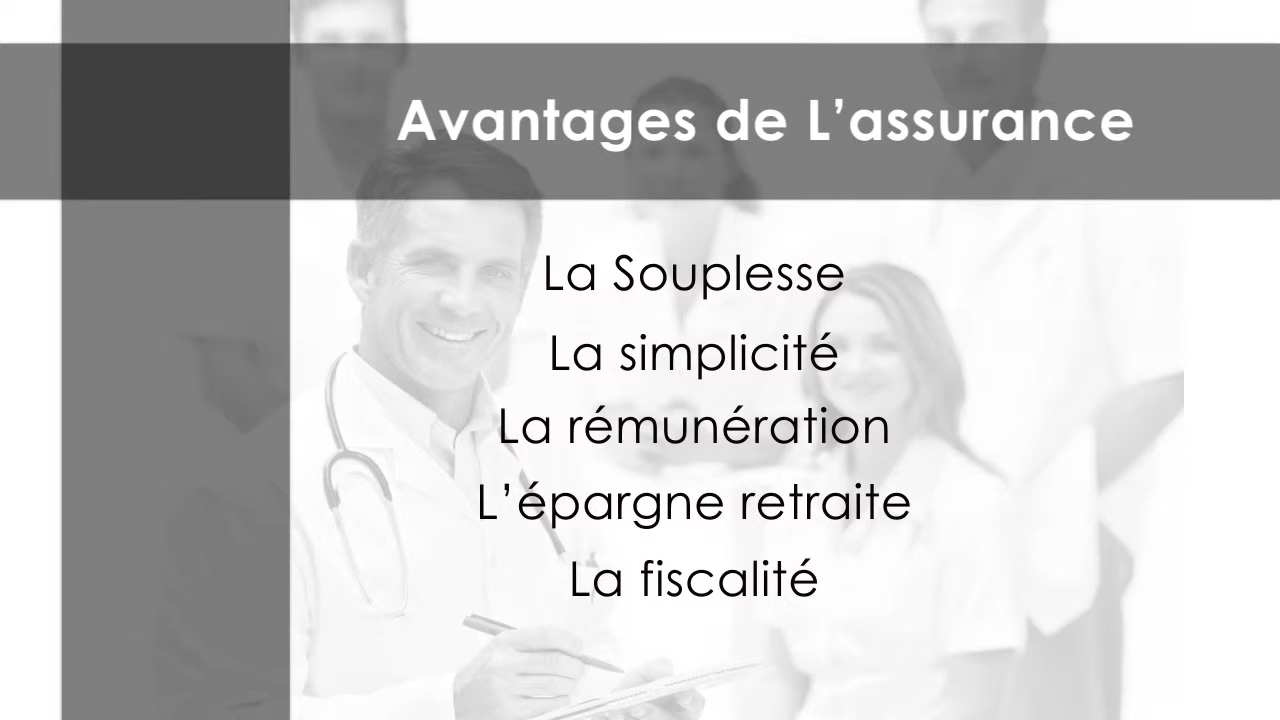 Avantages de L’assurance
La Souplesse
La simplicité
La rémunération
L’épargne retraite
La fiscalité